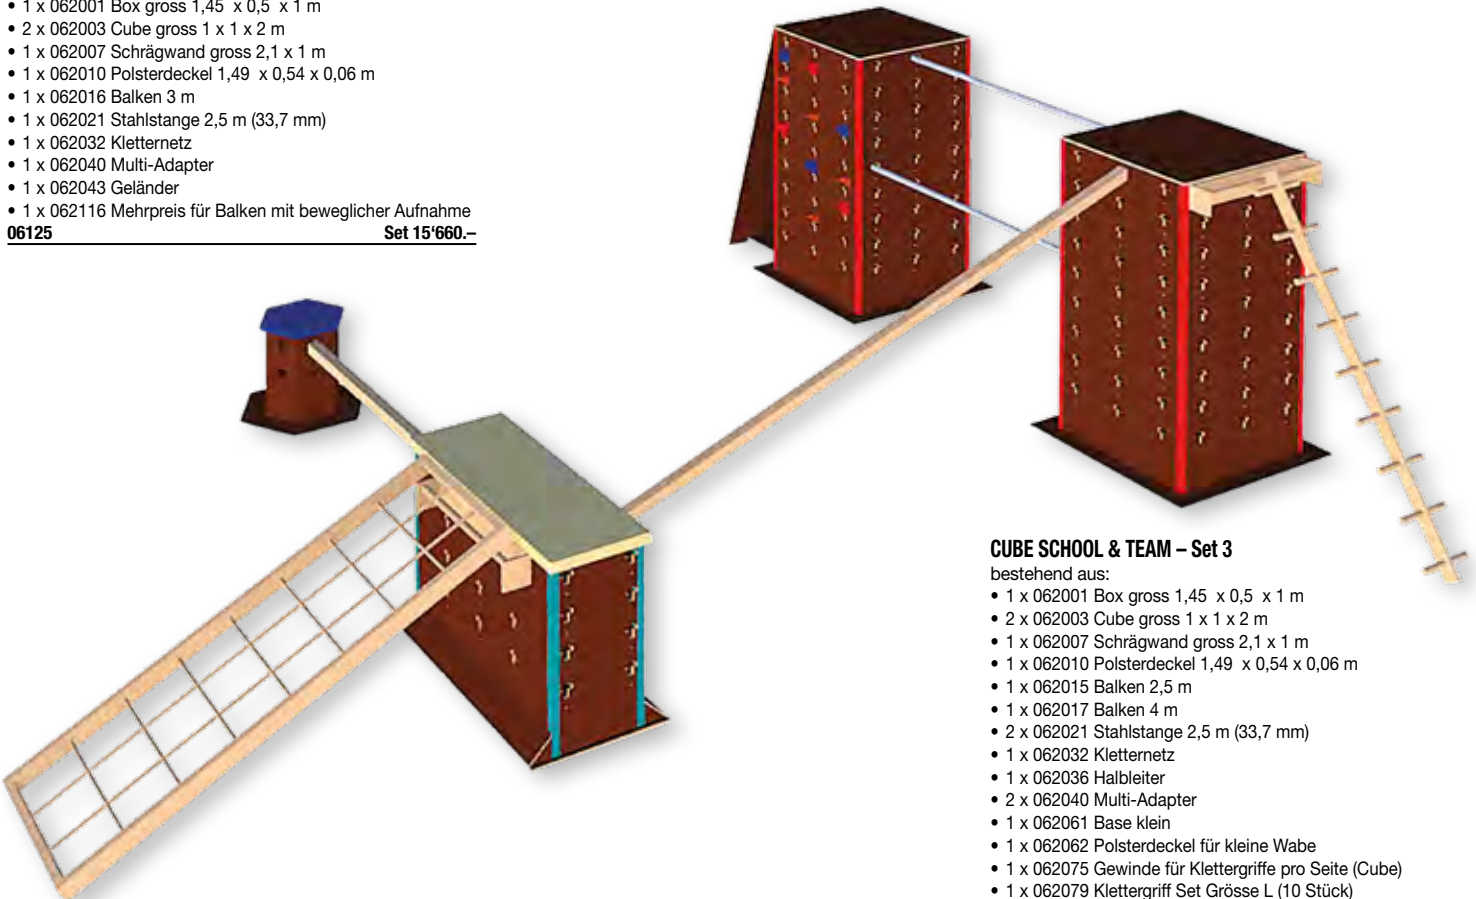 • 1 x 062001 Box gross 1,45 x 0,5 x 1 m
• 2 x 062003 Cube gross 1 x 1 x 2 m
• 1 x 062007 Schrägwand gross 2,1 x 1 m
• 1 x 062010 Polsterdeckel 1,49 x 0,54 x 0,06 m
• 1 x 062016 Balken 3 m
• 1 x 062021 Stahlstange 2,5 m (33,7 mm)
• 1 x 062032 Kletternetz
• 1 x 062040 Multi-Adapter
• 1 x 062043 Geländer
• 1 x 062116 Mehrpreis für Balken mit beweglicher Aufnahme
06125 Set 15'660.–
CUBE SCHOOL & TEAM – Set 3
bestehend aus:
• 1 x 062001 Box gross 1,45 x 0,5 x 1 m
• 2 x 062003 Cube gross 1 x 1 x 2 m
• 1 x 062007 Schrägwand gross 2,1 x 1 m
• 1 x 062010 Polsterdeckel 1,49 x 0,54 x 0,06 m
• 1 x 062015 Balken 2,5 m
• 1 x 062017 Balken 4 m
• 2 x 062021 Stahlstange 2,5 m (33,7 mm)
• 1 x 062032 Kletternetz
• 1 x 062036 Halbleiter
• 2 x 062040 Multi-Adapter
• 1 x 062061 Base klein
• 1 x 062062 Polsterdeckel für kleine Wabe
• 1 x 062075 Gewinde für Klettergriffe pro Seite (Cube)
• 1 x 062079 Klettergriff Set Grösse L (10 Stück)